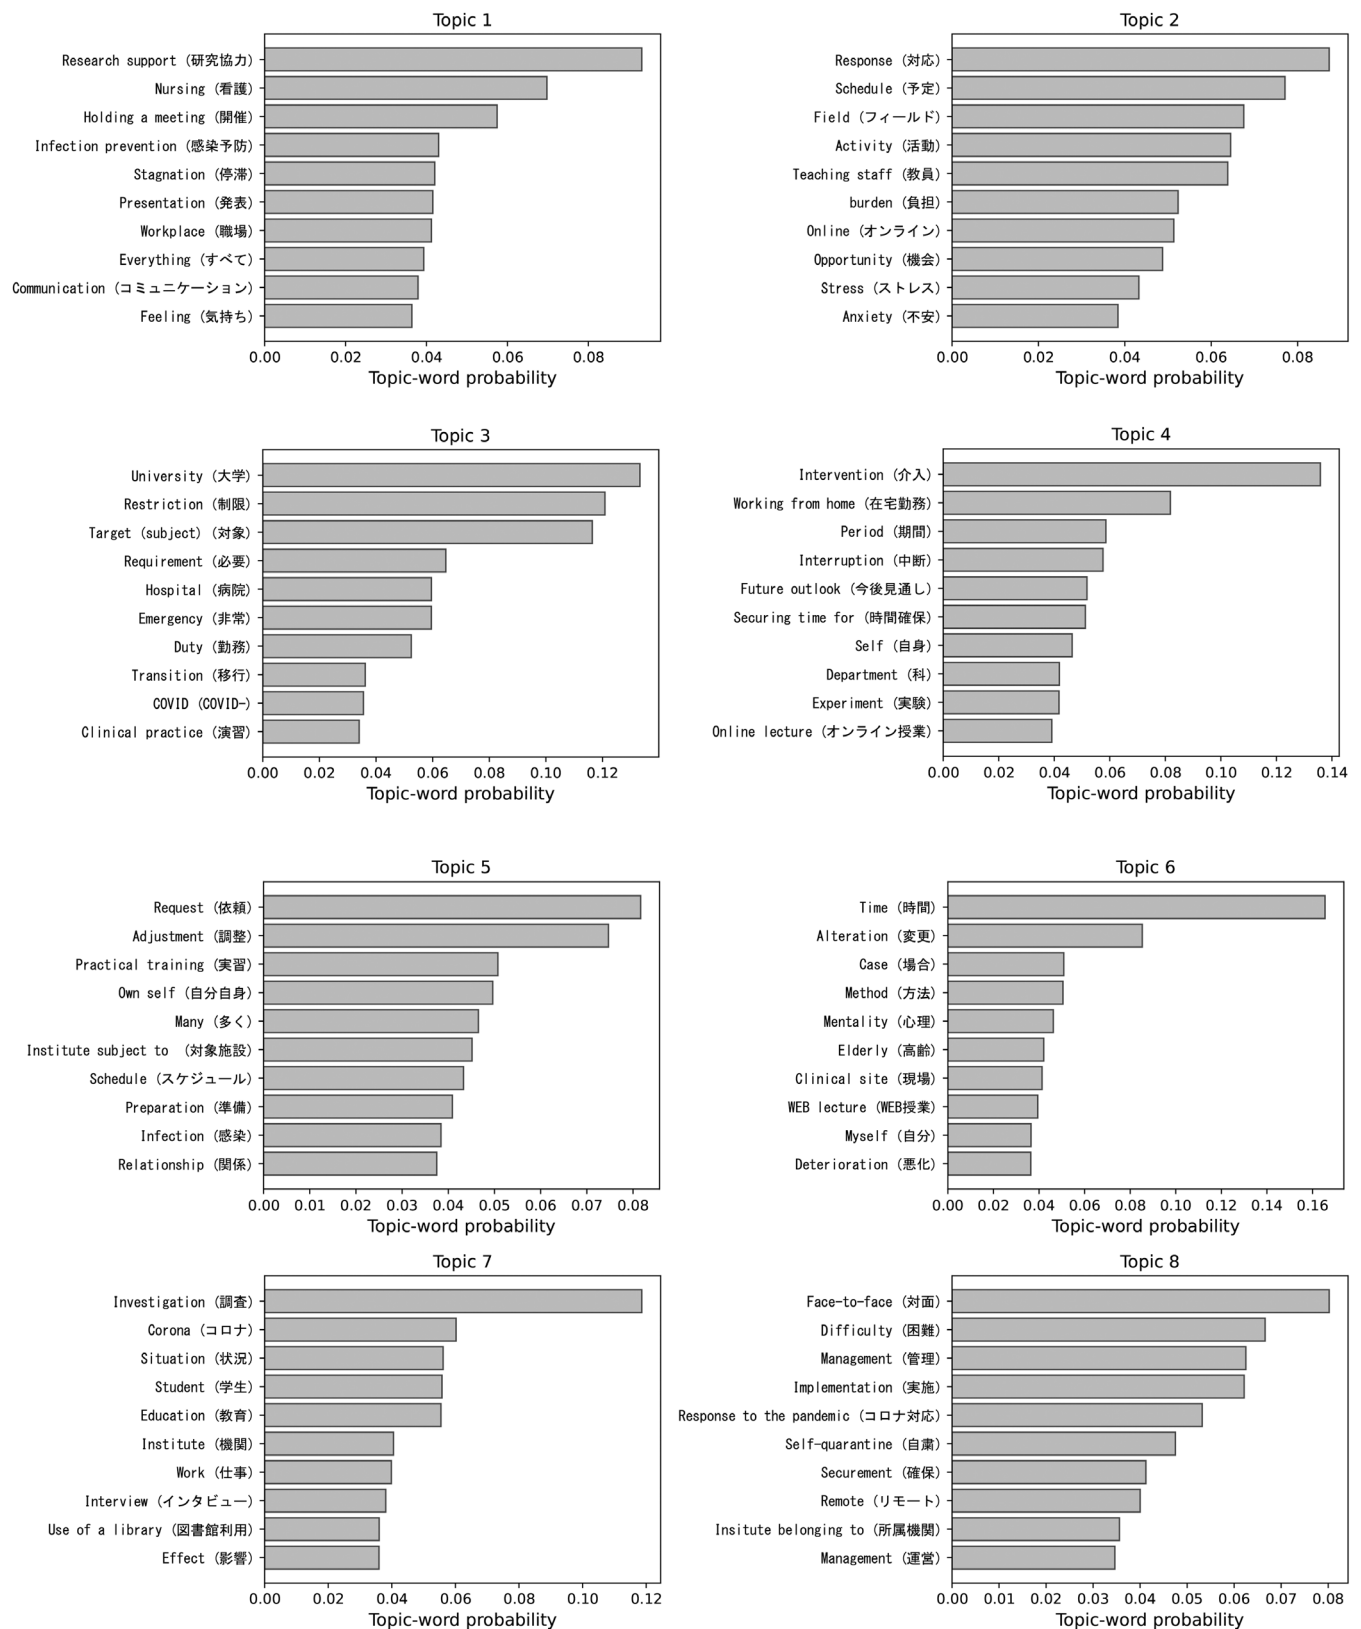 Topic 1
Research support (研究協力)
Nursing (看護)
Holding a meeting (開催)
Infection prevention (感染予防)
Stagnation (停滞)
Presentation (発表)
Workplace (職場)
Everything (すべて)
Communication (コミュニケーション)
Feeling (気持ち)
0.00 0.02 0.04 0.06 0.08
Topic-word probability
Topic 2
Response (対応)
Schedule (予定)
Field (フィールド)
Activity (活動)
Teaching staff (教員)
burden (負担)
Online (オンライン)
Opportunity (機会)
Stress (ストレス)
Anxiety (不安)
0.00 0.02 0.04 0.06 0.08
Topic-word probability
Topic 3
University (大学)
Restriction (制限)
Target (subject) (対象)
Requirement (必要)
Hospital (病院)
Emergency (非常)
Duty (勤務)
Transition (移行)
COVID (COVID-)
Clinical practice (演習)
0.00 0.02 0.04 0.06 0.08 0.10 0.12
Topic-word probability
Topic 4
Intervention (介入)
Working from home (在宅勤務)
Period (期間)
Interruption (中断)
Future outlook (今後見通し)
Securing time for (時間確保)
Self (自身)
Department (科)
Experiment (実験)
Online lecture (オンライン授業)
0.00 0.02 0.04 0.06 0.08 0.10 0.12 0.14
Topic-word probability
Topic 5
Request (依頼)
Adjustment (調整)
Practical training (実習)
Own self (自分自身)
Many (多く)
Institute subject to (対象施設)
Schedule (スケジュール)
Preparation (準備)
Infection (感染)
Relationship (関係)
0.00 0.01 0.02 0.03 0.04 0.05 0.06 0.07 0.08
Topic-word probability
Topic 6
Time (時間)
Alteration (変更)
Case (場合)
Method (方法)
Mentality (心理)
Elderly (高齢)
Clinical site (現場)
WEB lecture (WEB授業)
Myself (自分)
Deterioration (悪化)
0.00 0.02 0.04 0.06 0.08 0.10 0.12 0.14 0.16
Topic-word probability
Topic 7
Investigation (調査)
Corona (コロナ)
Situation (状況)
Student (学生)
Education (教育)
Institute (機関)
Work (仕事)
Interview (インタビュー)
Use of a library (図書館利用)
Effect (影響)
0.00 0.02 0.04 0.06 0.08 0.10 0.12
Topic-word probability
Topic 8
Face-to-face (対面)
Difficulty (困難)
Management (管理)
Implementation (実施)
Response to the pandemic (コロナ対応)
Self-quarantine (自粛)
Securement (確保)
Remote (リモート)
Insitute belonging to (所属機関)
Management (運営)
0.00 0.01 0.02 0.03 0.04 0.05 0.06 0.07 0.08
Topic-word probability